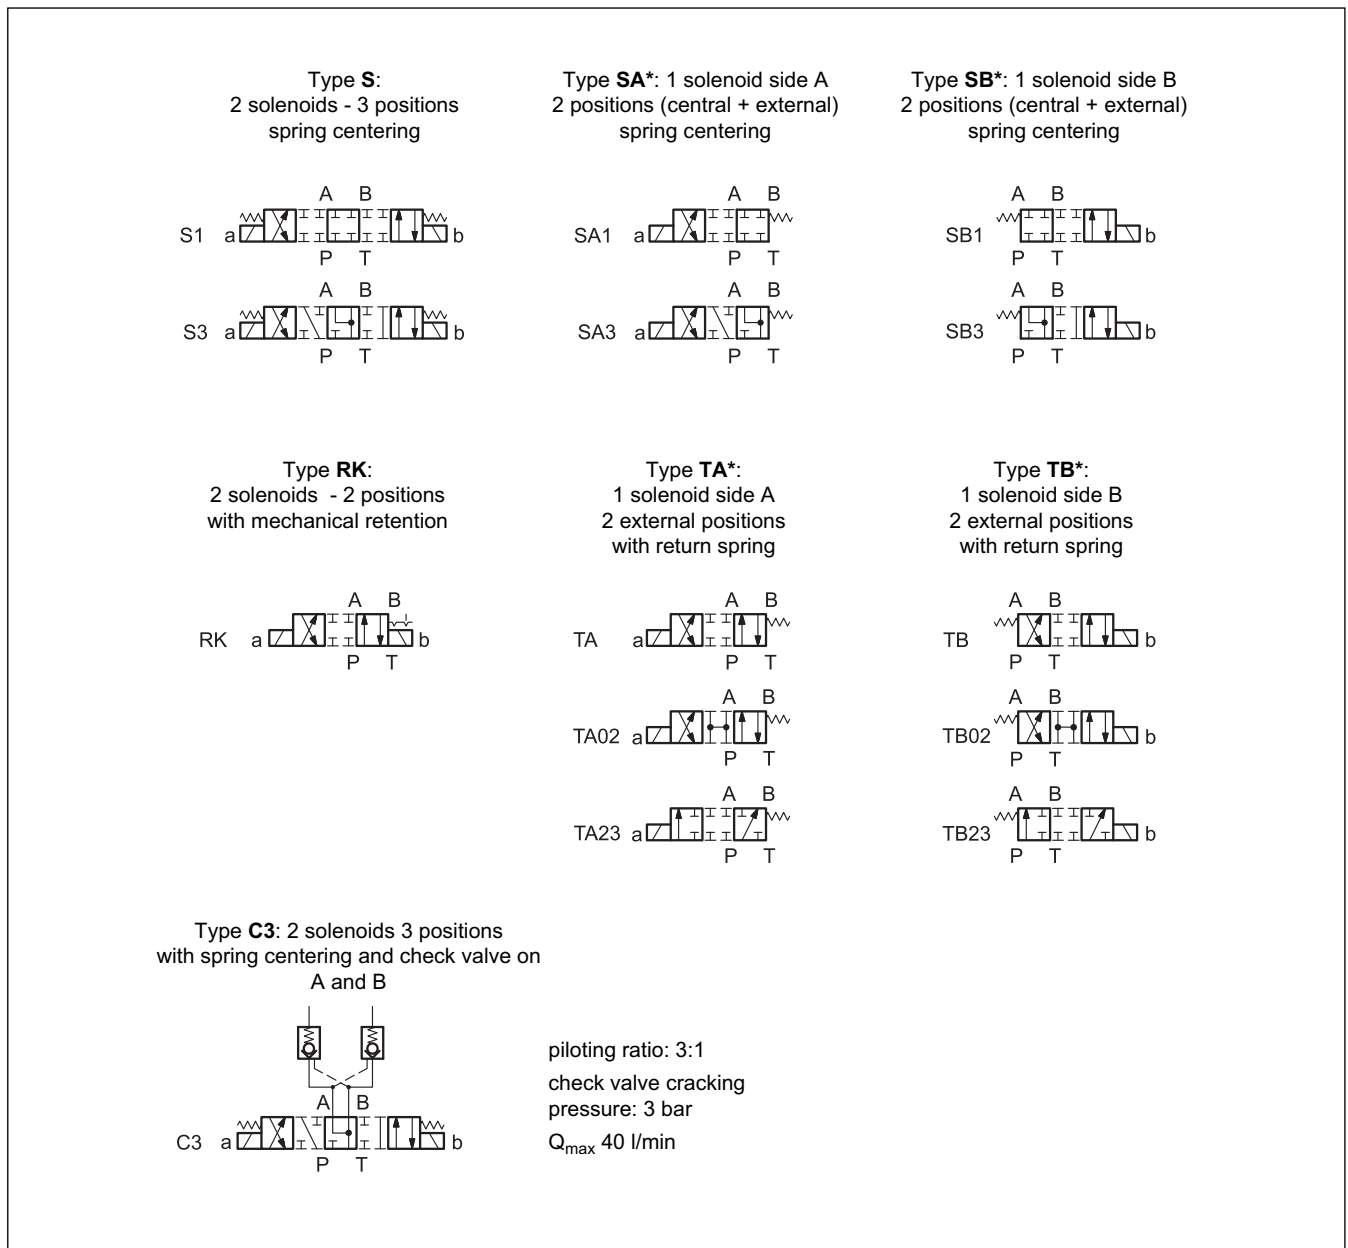 Type S:
2 solenoids - 3 positions
spring centering
Type SA*: 1 solenoid side A
2 positions (central + external)
spring centering
Type SB*: 1 solenoid side B
2 positions (central + external)
spring centering
A B
S1 a b
P T
A B
SA1 a
P T
A B
SB1 b
P T
A B
S3 a b
P T
A B
SA3 a
P T
A B
SB3 b
P T
Type RK:
2 solenoids - 2 positions
with mechanical retention
Type TA*:
1 solenoid side A
2 external positions
with return spring
Type TB*:
1 solenoid side B
2 external positions
with return spring
A B
RK a b
P T
A B
TA a
P T
A B
TB b
P T
A B
TA02 a
P T
A B
TB02 b
P T
A B
TA23 a
P T
A B
TB23 b
P T
Type C3: 2 solenoids 3 positions
with spring centering and check valve on
A and B
A B
C3 a b
P T
piloting ratio: 3:1
check valve cracking
pressure: 3 bar
Qmax 40 l/min